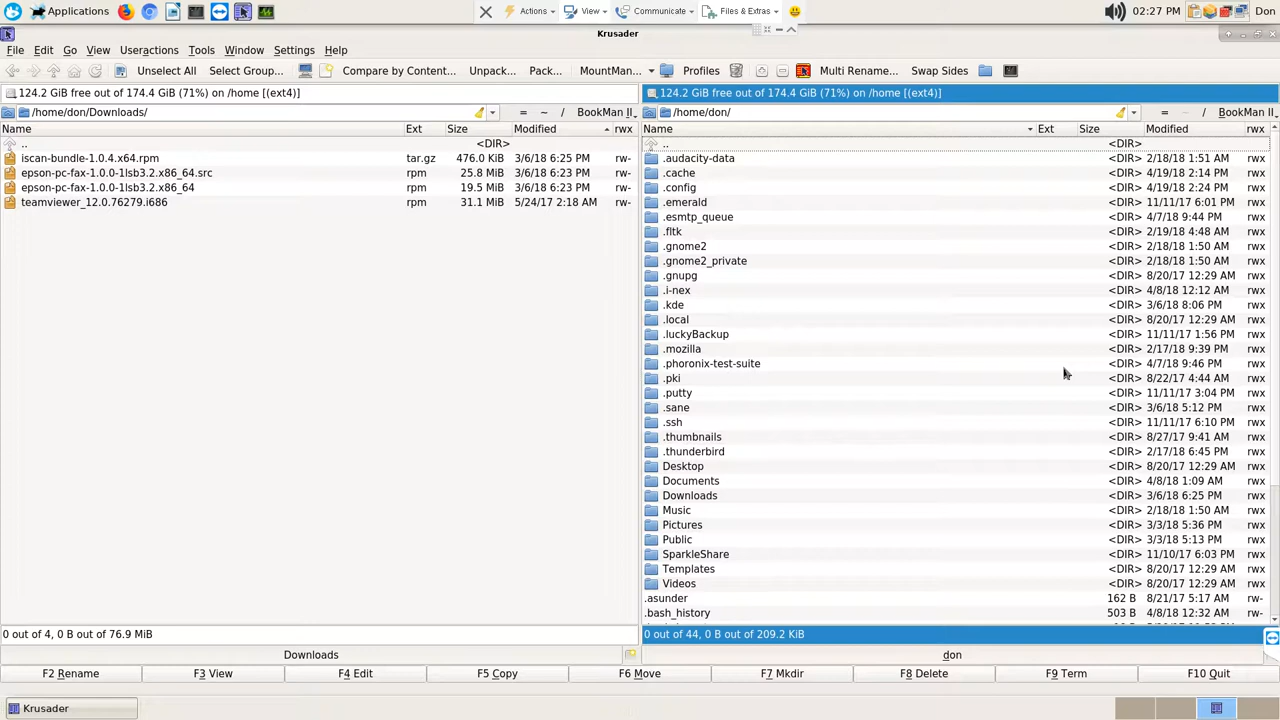 Applications Actions View Communicate Files & Extras 02:27 PM Don
Krusader
File Edit Go View Useractions Tools Window Settings Help
Unselect All Select Group... Compare by Content... Unpack... Pack... MountMan... Profiles Multi Rename... Swap Sides
124.2 GiB free out of 174.4 GiB (71%) on /home [(ext4)]
/home/don/Downloads/ = ~ / BookMan II
Name Ext Size Modified rwx
.. <DIR>
iscan-bundle-1.0.4.x64.rpm tar.gz 476.0 KiB 3/6/18 6:25 PM rw-
epson-pc-fax-1.0.0-1lsb3.2.x86_64.src rpm 25.8 MiB 3/6/18 6:23 PM rw-
epson-pc-fax-1.0.0-1lsb3.2.x86_64 rpm 19.5 MiB 3/6/18 6:23 PM rw-
teamviewer_12.0.76279.i686 rpm 31.1 MiB 5/24/17 2:18 AM rw-
0 out of 4, 0 B out of 76.9 MiB
Downloads
124.2 GiB free out of 174.4 GiB (71%) on /home [(ext4)]
/home/don/ = ~ / BookMan II
Name Ext Size Modified rwx
.. <DIR>
.audacity-data <DIR> 2/18/18 1:51 AM rwx
.cache <DIR> 4/19/18 2:14 PM rwx
.config <DIR> 4/19/18 2:24 PM rwx
.emerald <DIR> 11/11/17 6:01 PM rwx
.esmtp_queue <DIR> 4/7/18 9:44 PM rwx
.fltk <DIR> 2/19/18 4:48 AM rwx
.gnome2 <DIR> 2/18/18 1:50 AM rwx
.gnome2_private <DIR> 2/18/18 1:50 AM rwx
.gnupg <DIR> 8/20/17 12:29 AM rwx
.i-nex <DIR> 4/8/18 12:12 AM rwx
.kde <DIR> 3/6/18 8:06 PM rwx
.local <DIR> 8/20/17 12:29 AM rwx
.luckyBackup <DIR> 11/11/17 1:56 PM rwx
.mozilla <DIR> 2/17/18 9:39 PM rwx
.phoronix-test-suite <DIR> 4/7/18 9:46 PM rwx
.pki <DIR> 8/22/17 4:44 AM rwx
.putty <DIR> 11/11/17 3:04 PM rwx
.sane <DIR> 3/6/18 5:12 PM rwx
.ssh <DIR> 11/11/17 6:10 PM rwx
.thumbnails <DIR> 8/27/17 9:41 AM rwx
.thunderbird <DIR> 2/17/18 6:45 PM rwx
Desktop <DIR> 8/20/17 12:29 AM rwx
Documents <DIR> 4/8/18 1:09 AM rwx
Downloads <DIR> 3/6/18 6:25 PM rwx
Music <DIR> 2/18/18 1:50 AM rwx
Pictures <DIR> 3/3/18 5:36 PM rwx
Public <DIR> 3/3/18 5:13 PM rwx
SparkleShare <DIR> 11/10/17 6:03 PM rwx
Templates <DIR> 8/20/17 12:29 AM rwx
Videos <DIR> 8/20/17 12:29 AM rwx
.asunder 162 B 8/21/17 5:17 AM rw-
.bash_history 503 B 4/8/18 12:32 AM rw-
0 out of 44, 0 B out of 209.2 KiB
don
F2 Rename F3 View F4 Edit F5 Copy F6 Move F7 Mkdir F8 Delete F9 Term F10 Quit
Krusader